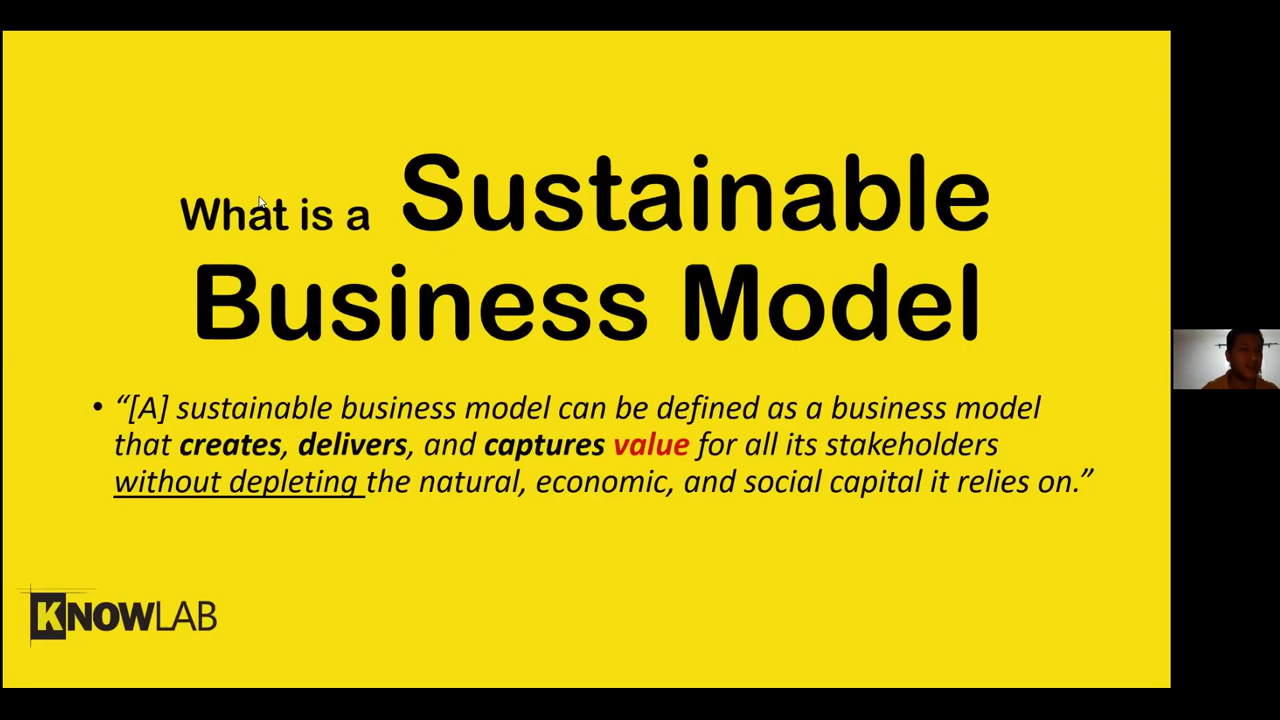 What is a Sustainable
Business Model
• “[A] sustainable business model can be defined as a business model
that creates, delivers, and captures value for all its stakeholders
without depleting the natural, economic, and social capital it relies on.”
KNOWLAB